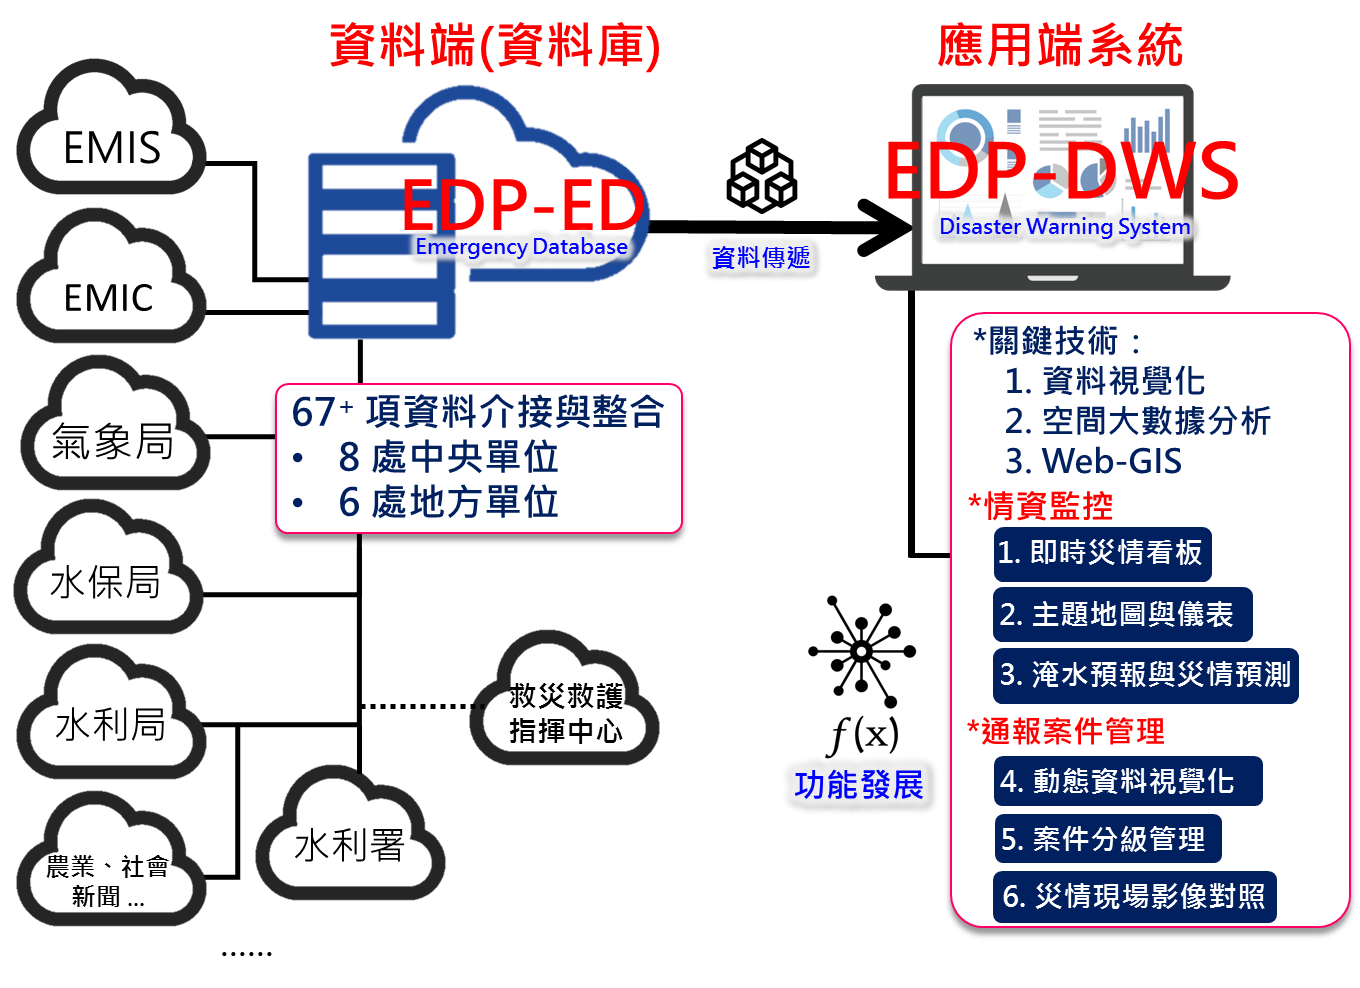 資料端(資料庫)
應用端系統
EMIS
EMIC
氣象局
水保局
水利局
農業、社會
新聞...
......
水利署
救災救護
指揮中心
EDP-ED
Emergency Database
67+ 項資料介接與整合
• 8 處中央單位
• 6 處地方單位
資料傳遞
EDP-DWS
Disaster Warning System
f(x)
功能發展
*關鍵技術：
1. 資料視覺化
2. 空間大數據分析
3. Web-GIS
*情資監控
1. 即時災情看板
2. 主題地圖與儀表
3. 淹水預報與災情預測
*通報案件管理
4. 動態資料視覺化
5. 案件分級管理
6. 災情現場影像對照